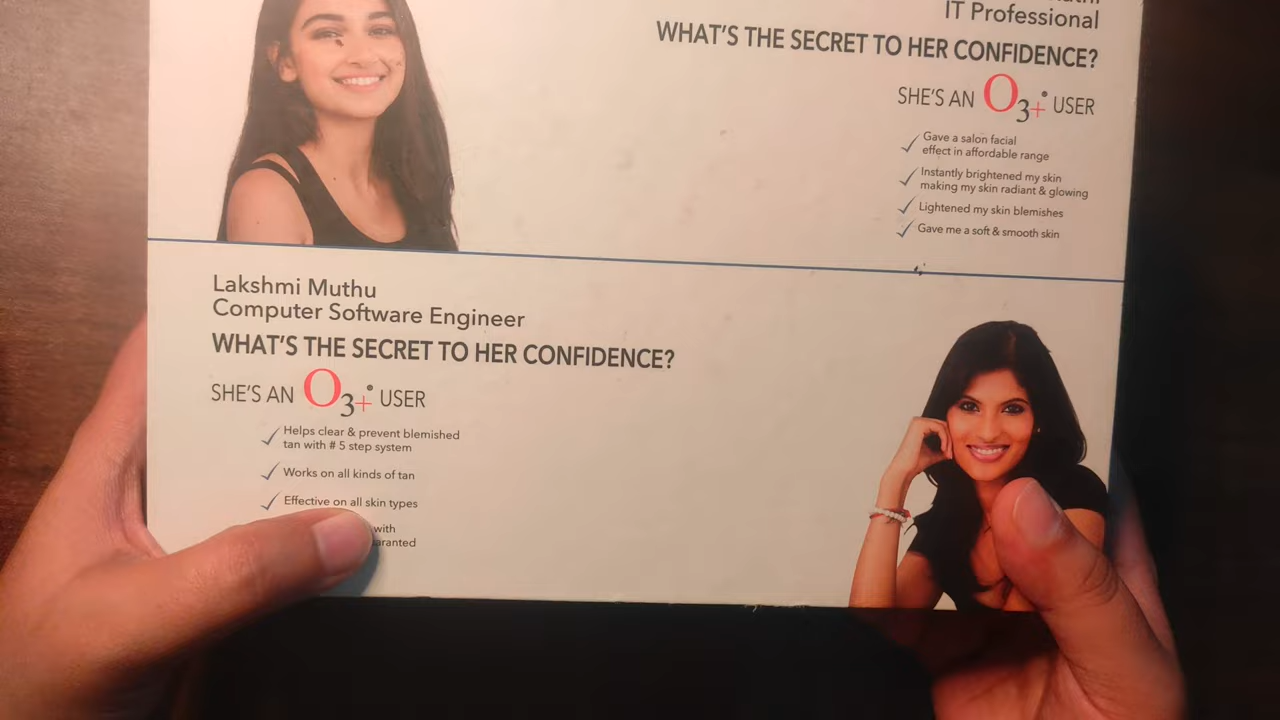 IT Professional
WHAT'S THE SECRET TO HER CONFIDENCE?
SHE'S AN O3+ USER
Gave a salon facial
effect in affordable range
Instantly brightened my skin
making my skin radiant & glowing
Lightened my skin blemishes
Gave me a soft & smooth skin
Lakshmi Muthu
Computer Software Engineer
WHAT'S THE SECRET TO HER CONFIDENCE?
SHE'S AN O3+ USER
Helps clear & prevent blemished
tan with # 5 step system
Works on all kinds of tan
Effective on all skin types
with